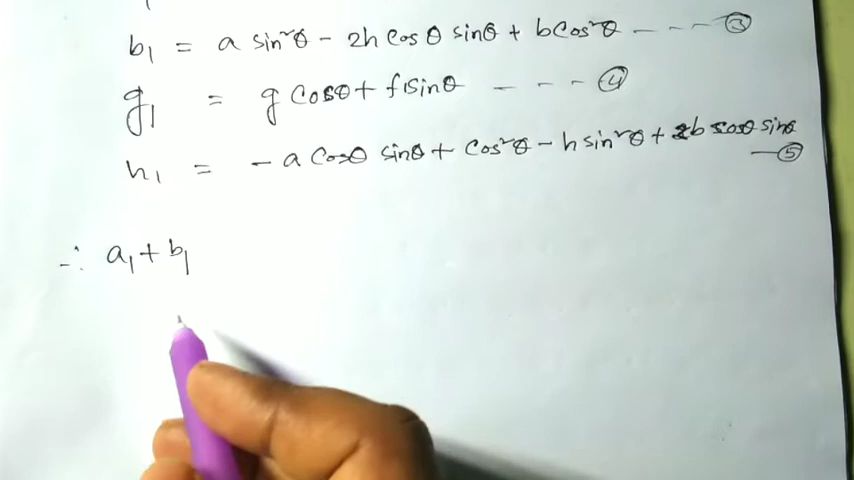 b₁ = a sin²θ - 2h cosθ sinθ + b cos²θ ---- ③
g₁ = g cosθ + f sinθ --- ④
h₁ = - a cosθ sinθ + cos²θ - h sin²θ + b cosθ sinθ — ⑤
∴ a₁ + b₁